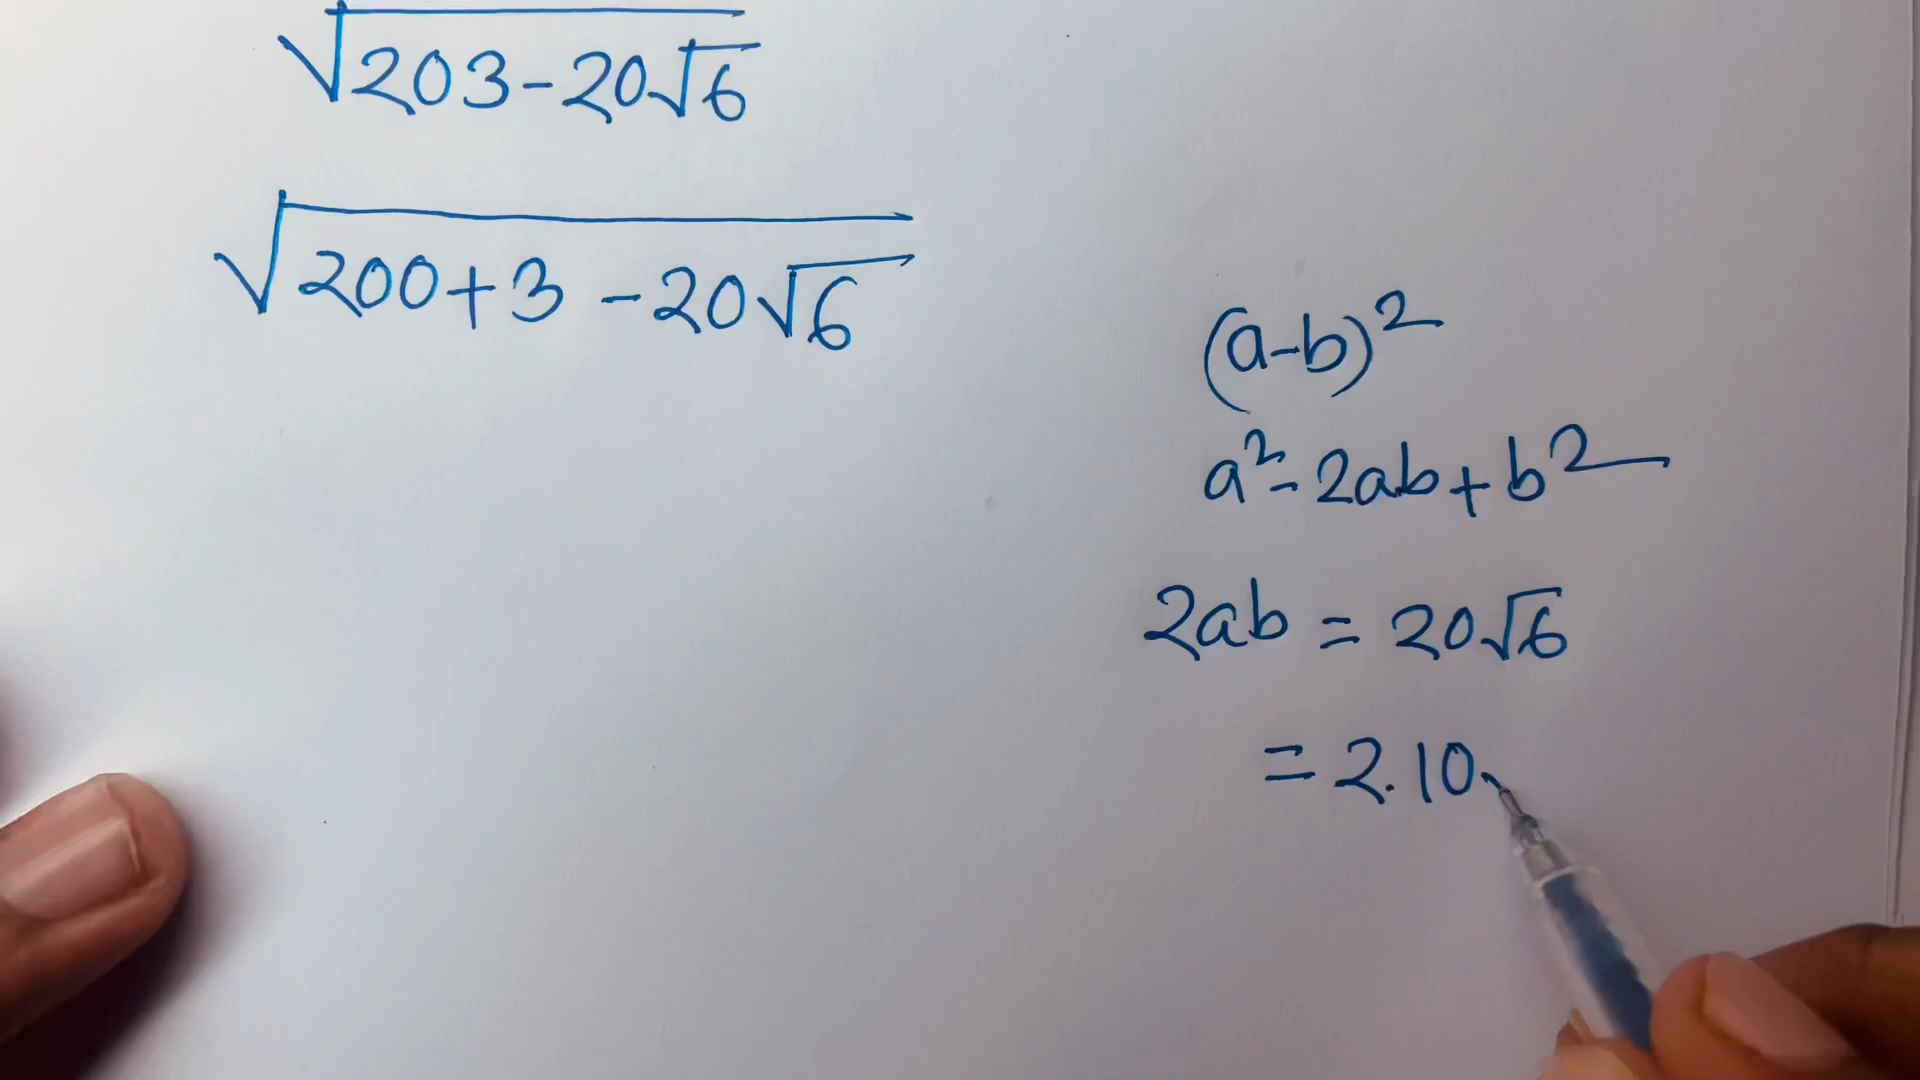 √203-20√6
√200+3-20√6
(a-b)²
a²-2ab+b²
2ab = 20√6
= 2.10